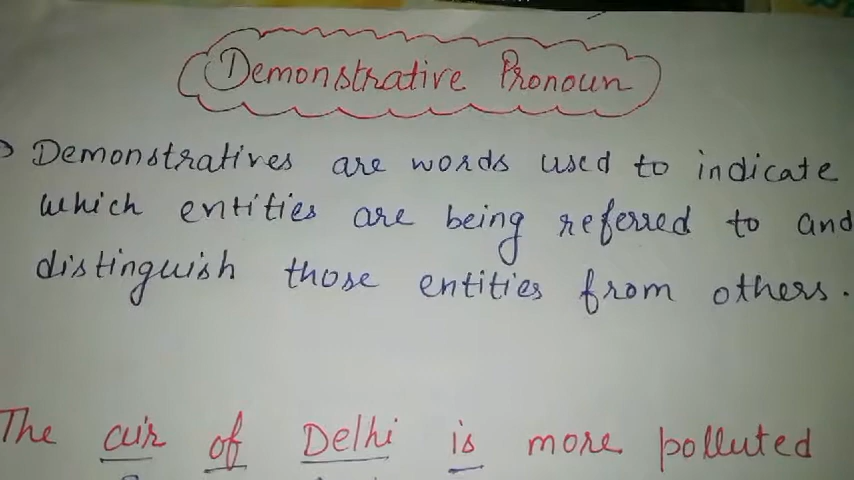 Demonstrative Pronoun
Demonstratives are words used to indicate
which entities are being referred to and
distinguish those entities from others.
The air of Delhi is more polluted